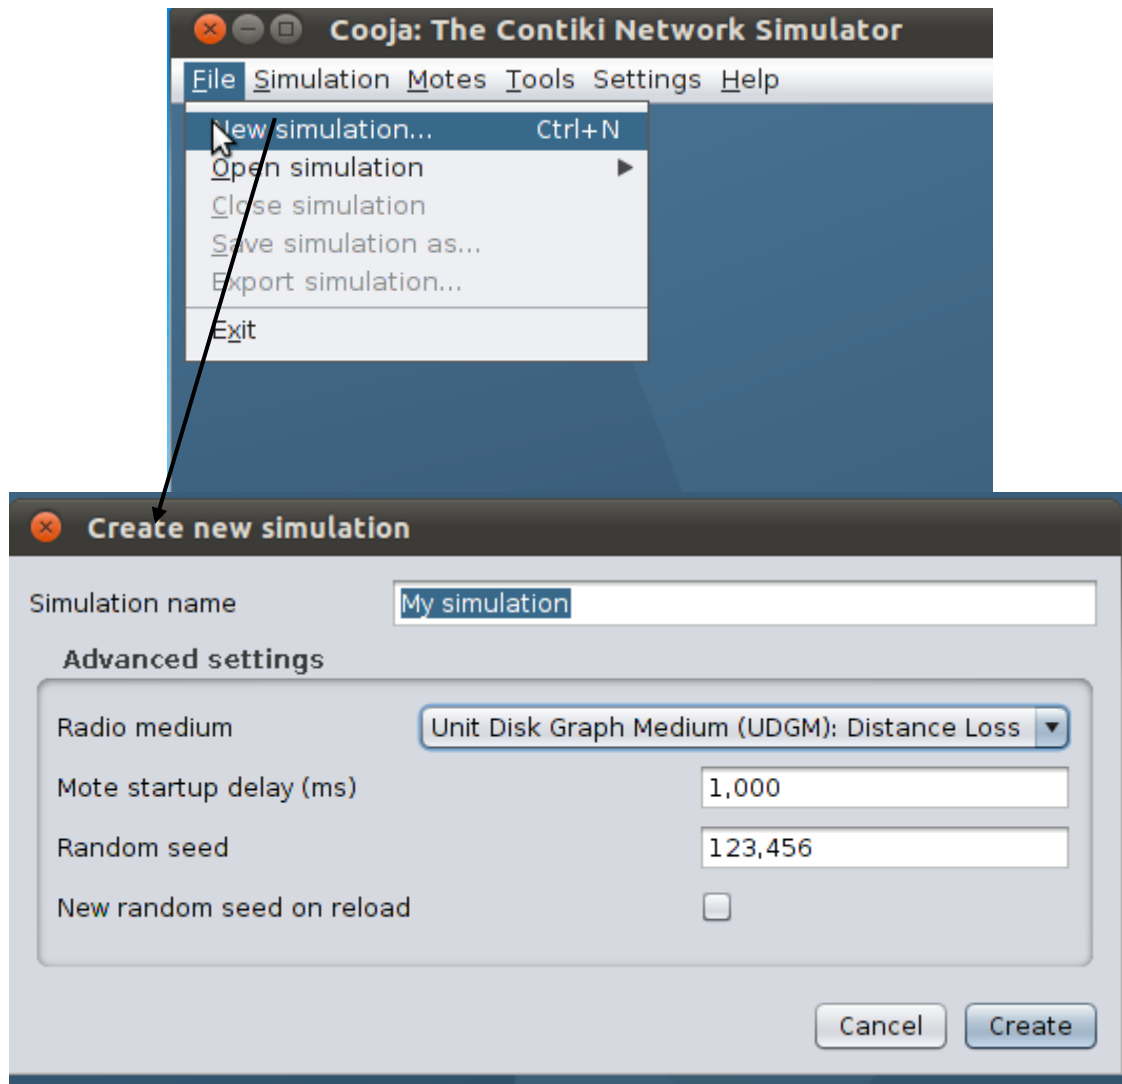 Cooja: The Contiki Network Simulator
File Simulation Motes Tools Settings Help
New simulation... Ctrl+N
Open simulation
Close simulation
Save simulation as...
Export simulation...
Exit
Create new simulation
Simulation name My simulation
Advanced settings
Radio medium Unit Disk Graph Medium (UDGM): Distance Loss
Mote startup delay (ms) 1,000
Random seed 123,456
New random seed on reload
Cancel Create